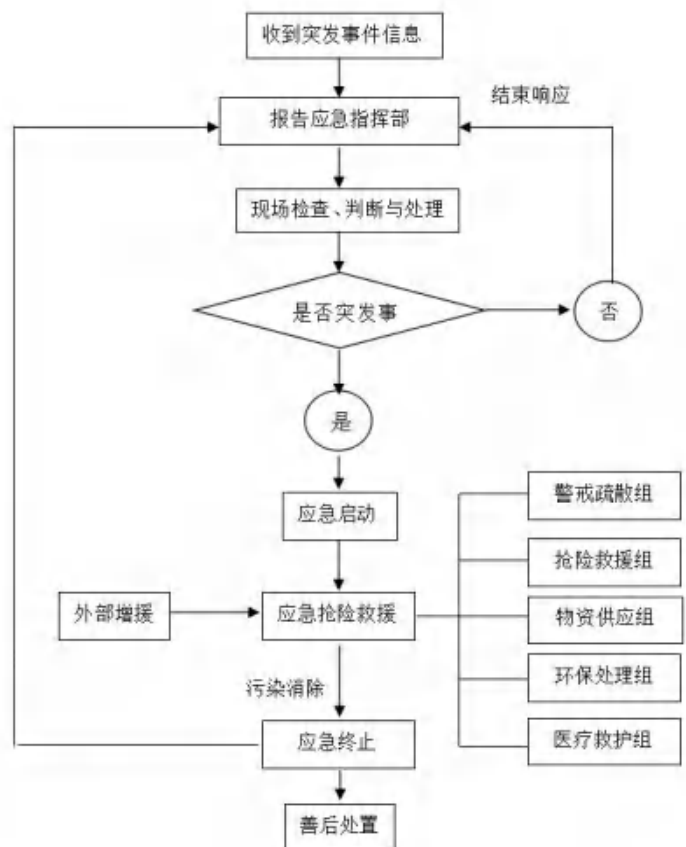 收到突发事件信息
结束响应
报告应急指挥部
现场检查、判断与处理
是否突发事
否
是
应急启动
警戒疏散组
抢险救援组
外部增援
应急抢险救援
物资供应组
环保处理组
污染消除
应急终止
医疗救护组
善后处置